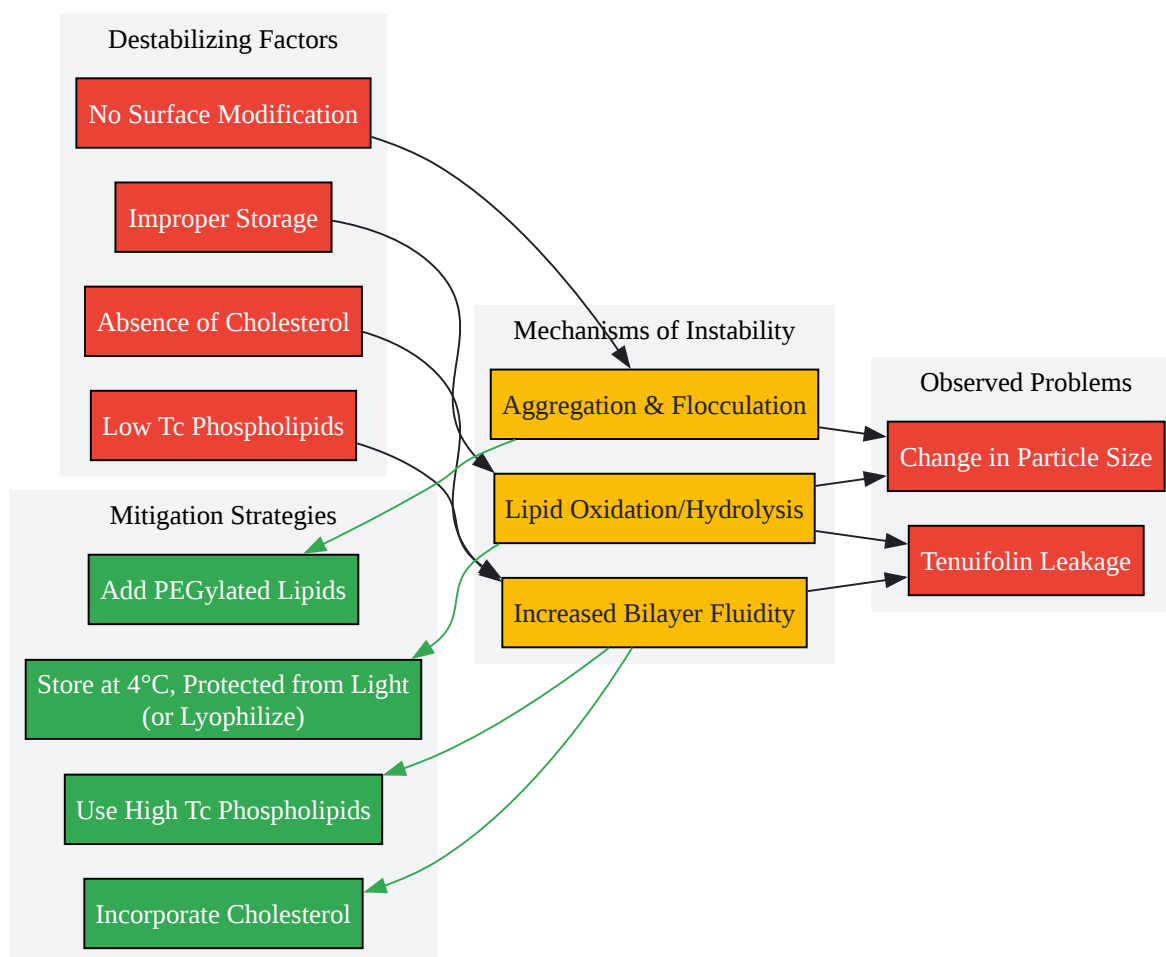 Destabilizing Factors
No Surface Modification
Improper Storage
Absence of Cholesterol
Low Tc Phospholipids
Mitigation Strategies
Add PEGylated Lipids
Store at 4°C, Protected from Light
(or Lyophilize)
Use High Tc Phospholipids
Incorporate Cholesterol
Mechanisms of Instability
Aggregation & Flocculation
Lipid Oxidation/Hydrolysis
Increased Bilayer Fluidity
Observed Problems
Change in Particle Size
Tenuifolin Leakage